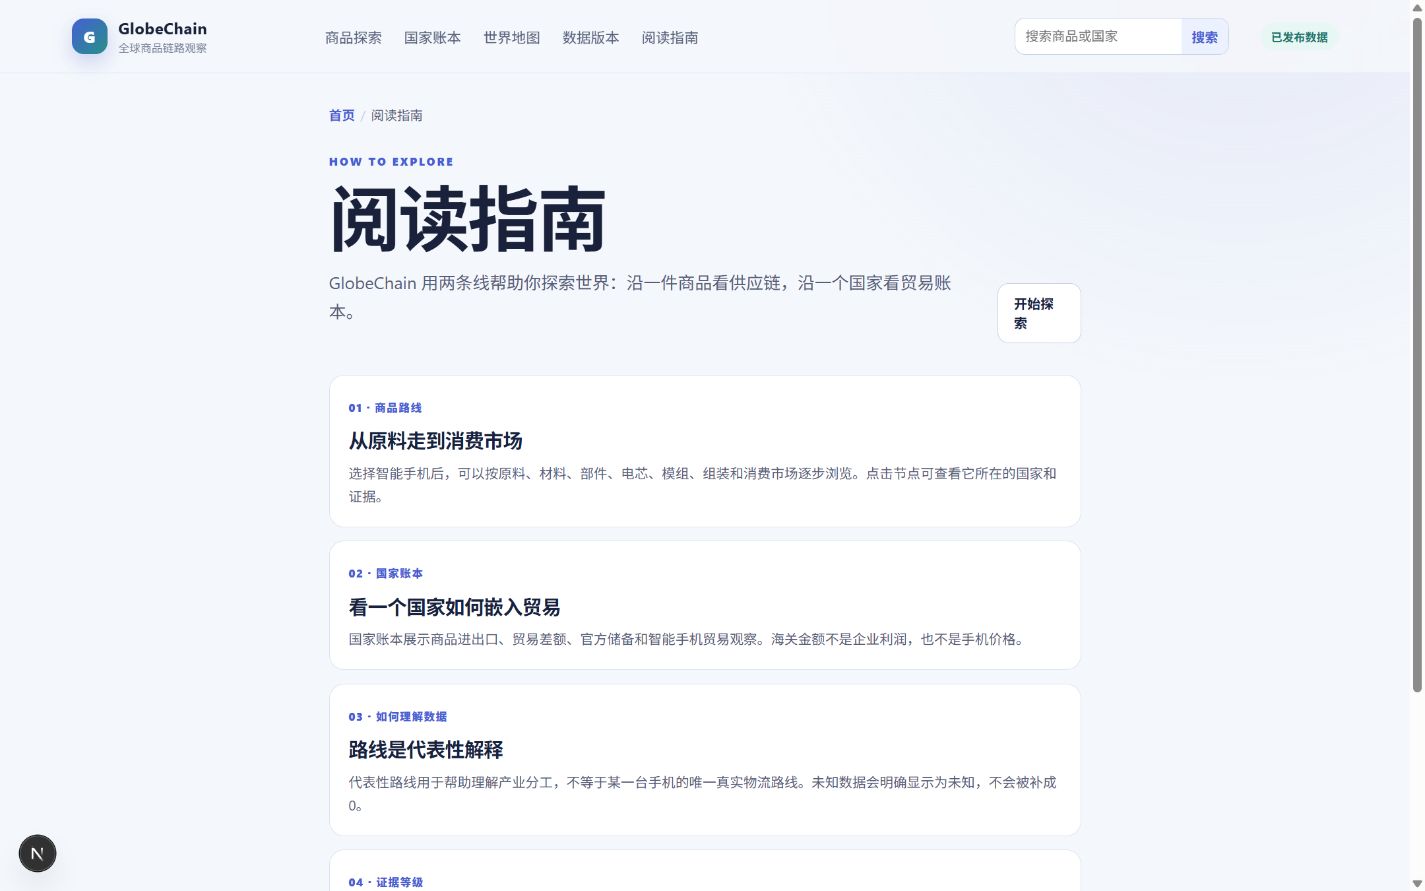 GlobeChain
全球商品链路观察
商品探索 国家账本 世界地图 数据版本 阅读指南
搜索商品或国家 搜索
已发布数据
首页 / 阅读指南
HOW TO EXPLORE
阅读指南
GlobeChain 用两条线帮助你探索世界：沿一件商品看供应链，沿一个国家看贸易账
本。
开始探
索
01 · 商品路线
从原料走到消费市场
选择智能手机后，可以按原料、材料、部件、电芯、模组、组装和消费市场逐步浏览。点击节点可查看它所在的国家和
证据。
02 · 国家账本
看一个国家如何嵌入贸易
国家账本展示商品进出口、贸易差额、官方储备和智能手机贸易观察。海关金额不是企业利润，也不是手机价格。
03 · 如何理解数据
路线是代表性解释
代表性路线用于帮助理解产业分工，不等于某一台手机的唯一真实物流路线。未知数据会明确显示为未知，不会被补成
0。
04 · 证据等级
G
N